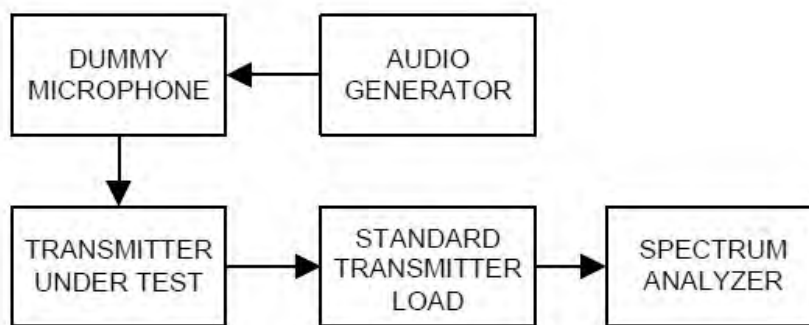 DUMMY
MICROPHONE
AUDIO
GENERATOR
TRANSMITTER
UNDER TEST
STANDARD
TRANSMITTER
LOAD
SPECTRUM
ANALYZER